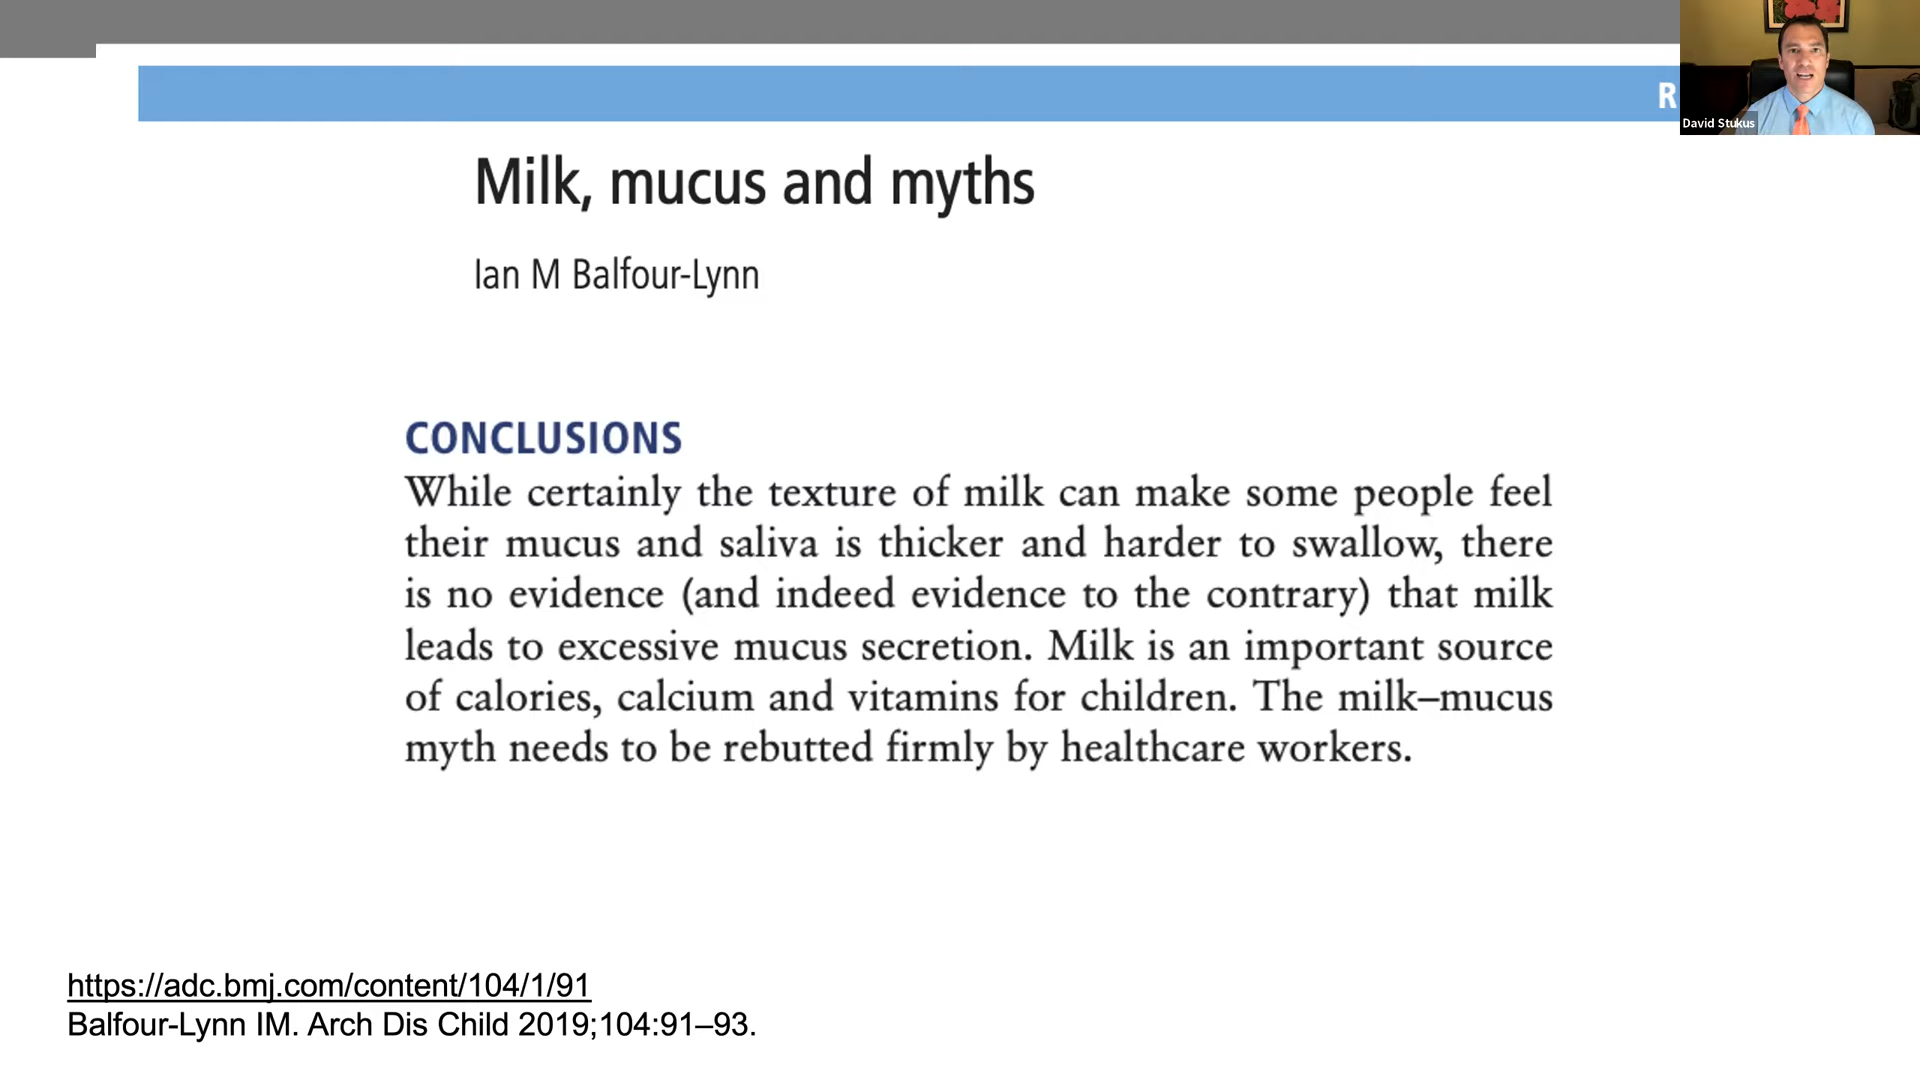 R
David Stukus
Milk, mucus and myths
Ian M Balfour-Lynn
CONCLUSIONS
While certainly the texture of milk can make some people feel
their mucus and saliva is thicker and harder to swallow, there
is no evidence (and indeed evidence to the contrary) that milk
leads to excessive mucus secretion. Milk is an important source
of calories, calcium and vitamins for children. The milk–mucus
myth needs to be rebutted firmly by healthcare workers.
https://adc.bmj.com/content/104/1/91
Balfour-Lynn IM. Arch Dis Child 2019;104:91–93.